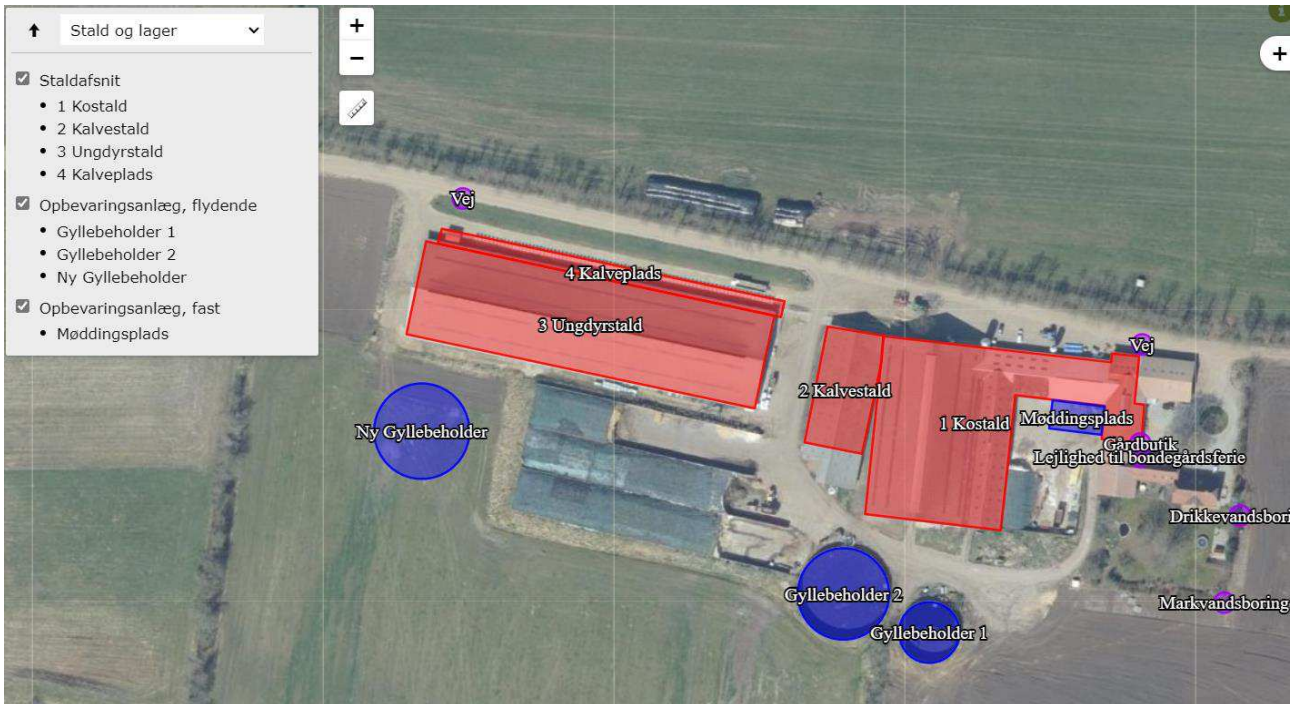 Stald og lager
Staldafsnit
1 Kostald
2 Kalvestald
3 Ungdyrstald
4 Kalveplads
Opbevaringsanlæg, flydende
Gyllebeholder 1
Gyllebeholder 2
Ny Gyllebeholder
Opbevaringsanlæg, fast
Møddingsplads
+
−
i
+
Vej
4 Kalveplads
3 Ungdyrstald
Vej
2 Kalvestald
1 Kostald
Møddingsplads
Ny Gyllebeholder
Gårdbutik
Lejlighed til bondegårdsferie
Drikkevandsbori
Gyllebeholder 2
Markvandsboring
Gyllebeholder 1